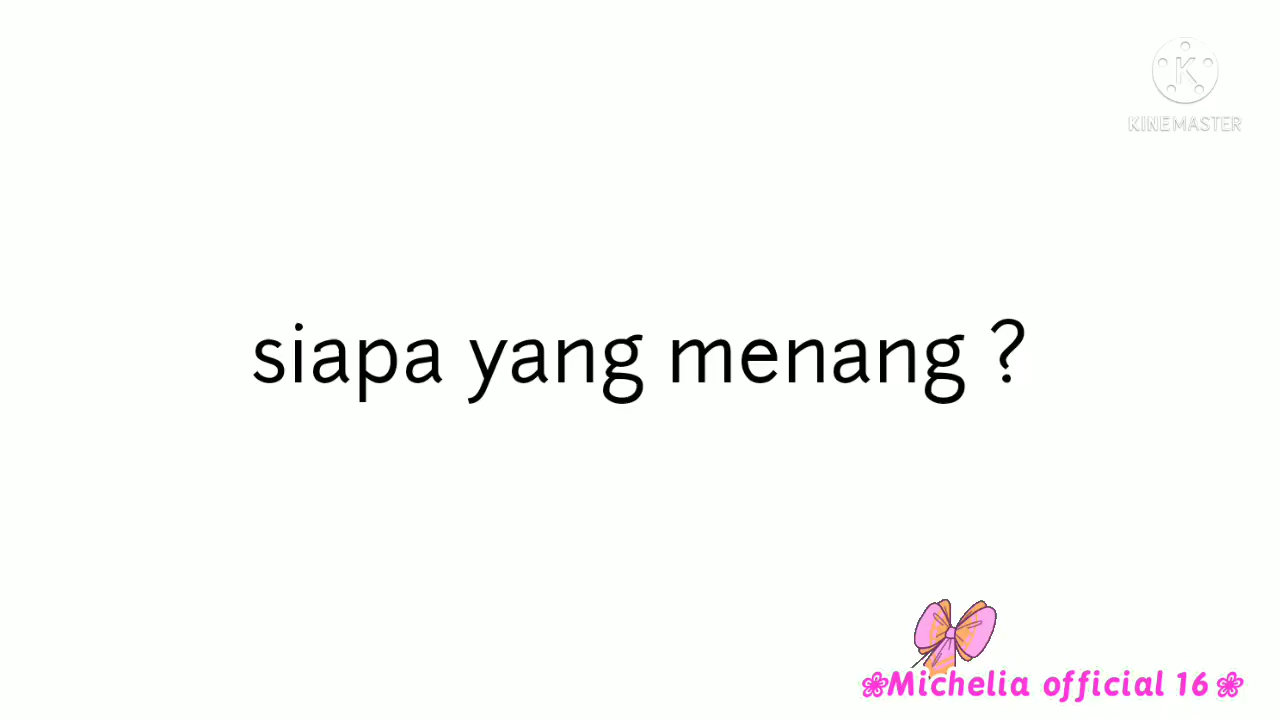 KINEMASTER
siapa yang menang ?
❀Michelia official 16❀